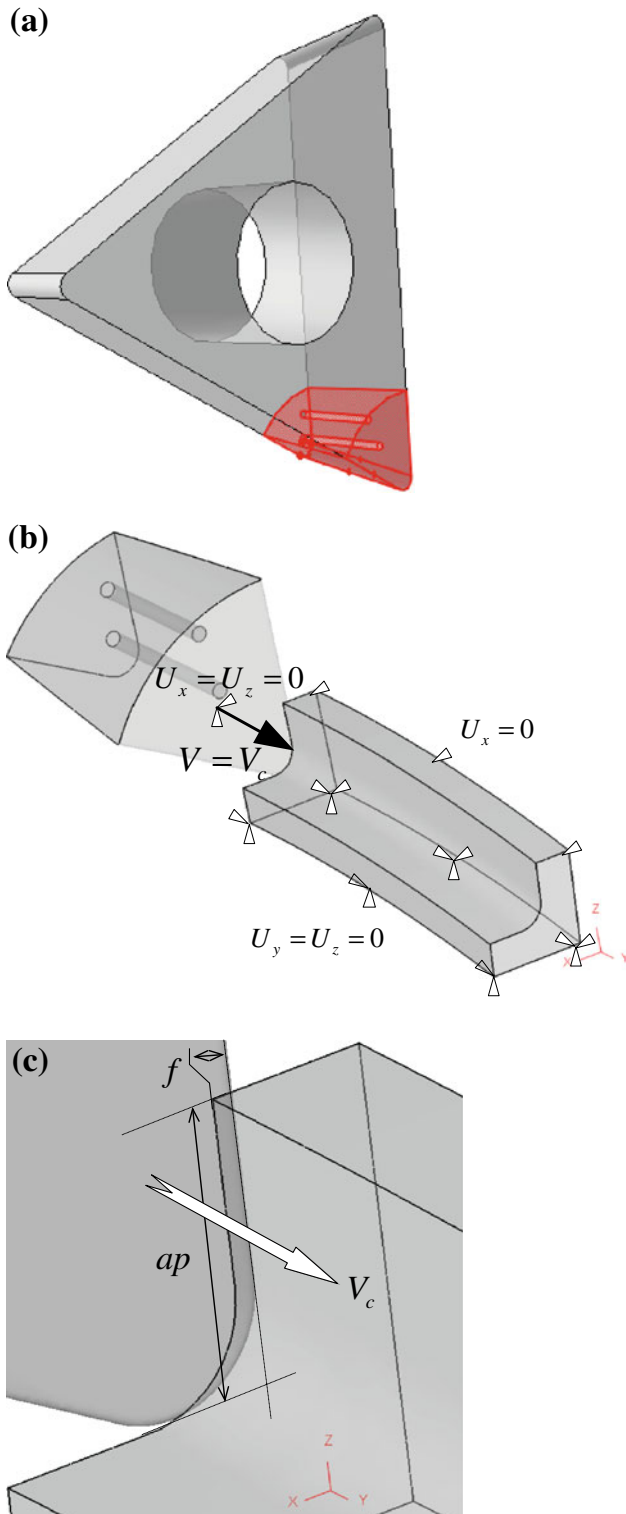 (a)
(b)
U_x = U_z = 0
V = V_c
U_x = 0
U_y = U_z = 0
Z
X
Y
(c)
f
ap
V_c
Z
X
Y